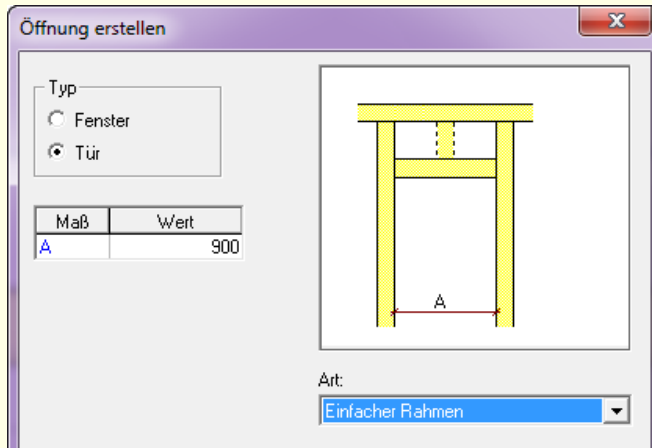 Öffnung erstellen
Typ
Fenster
Tür
Maß Wert
A 900
A
Art:
Einfacher Rahmen